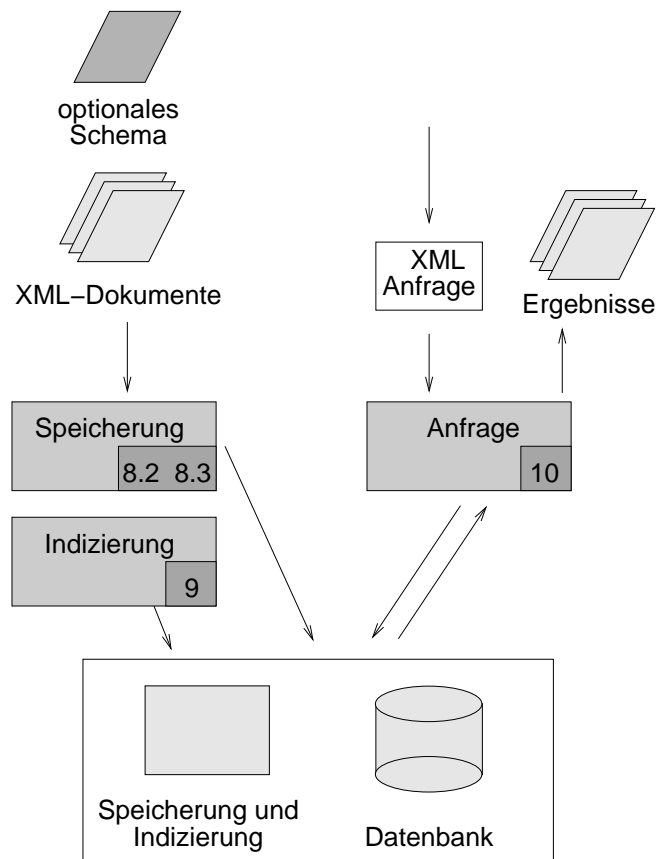 optionales
Schema
XML–Dokumente
XML
Anfrage
Ergebnisse
Speicherung
8.2 8.3
Anfrage
10
Indizierung
9
Speicherung und
Indizierung
Datenbank